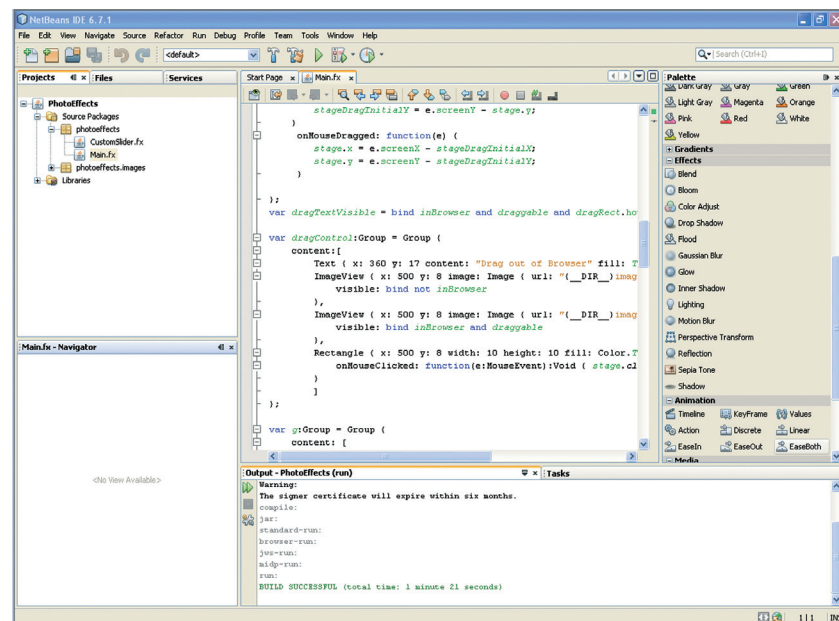 NetBeans IDE 6.7.1
File Edit View Navigate Source Refactor Run Debug Profile Team Tools Window Help
<default>
Search (Ctrl+I)
Projects
Files
Services
PhotoEffects
Source Packages
photoeffects
CustomSlider.fx
Main.fx
photoeffects.images
Libraries
Main.fx - Navigator
<No View Available>
Start Page
Main.fx
stageDragInitialY = e.screenY - stage.y;
}
onMouseDragged: function(e) {
stage.x = e.screenX - stageDragInitialX;
stage.y = e.screenY - stageDragInitialY;
}
};
var dragTextVisible = bind inBrowser and draggable and dragRect.ho
var dragControl:Group = Group {
content:[
Text { x: 360 y: 17 content: "Drag out of Browser" fill: T
ImageView { x: 500 y: 8 image: Image { url: "{__DIR__}imag
visible: bind not inBrowser
},
ImageView { x: 500 y: 8 image: Image { url: "{__DIR__}imag
visible: bind inBrowser and draggable
},
Rectangle { x: 500 y: 8 width: 10 height: 10 fill: Color.T
onMouseClicked: function(e:MouseEvent):Void { stage.cl
}
]
};
var g:Group = Group {
content: [
Palette
Dark Gray Gray Green
Light Gray Magenta Orange
Pink Red White
Yellow
Gradients
Effects
Blend
Bloom
Color Adjust
Drop Shadow
Flood
Gaussian Blur
Glow
Inner Shadow
Lighting
Motion Blur
Perspective Transform
Reflection
Sepia Tone
Shadow
Animation
Timeline KeyFrame Values
Action Discrete Linear
EaseIn EaseOut EaseBoth
Media
Output - PhotoEffects (run)
Tasks
Warning:
The signer certificate will expire within six months.
compile:
jar:
standard-run:
browser-run:
jws-run:
midp-run:
run:
BUILD SUCCESSFUL (total time: 1 minute 21 seconds)
1|1 INS